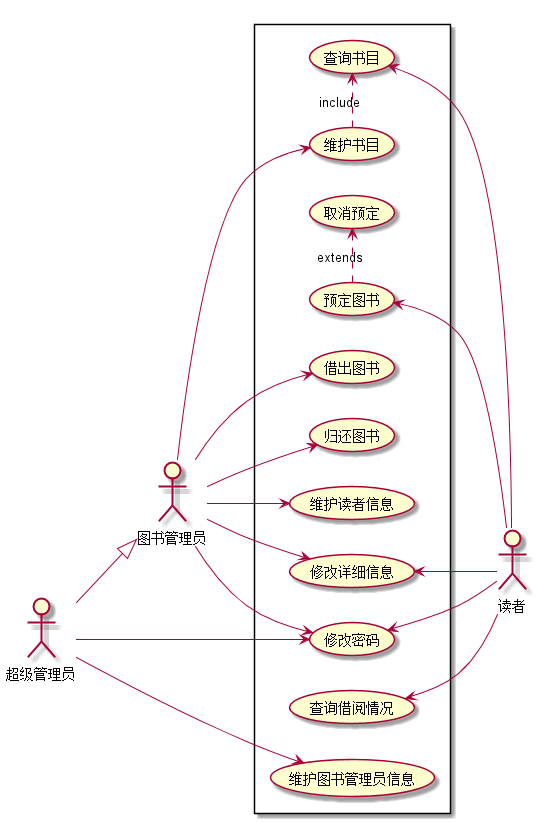 查询书目
include
维护书目
取消预定
extends
预定图书
借出图书
归还图书
维护读者信息
图书管理员
修改详细信息
读者
修改密码
超级管理员
查询借阅情况
维护图书管理员信息